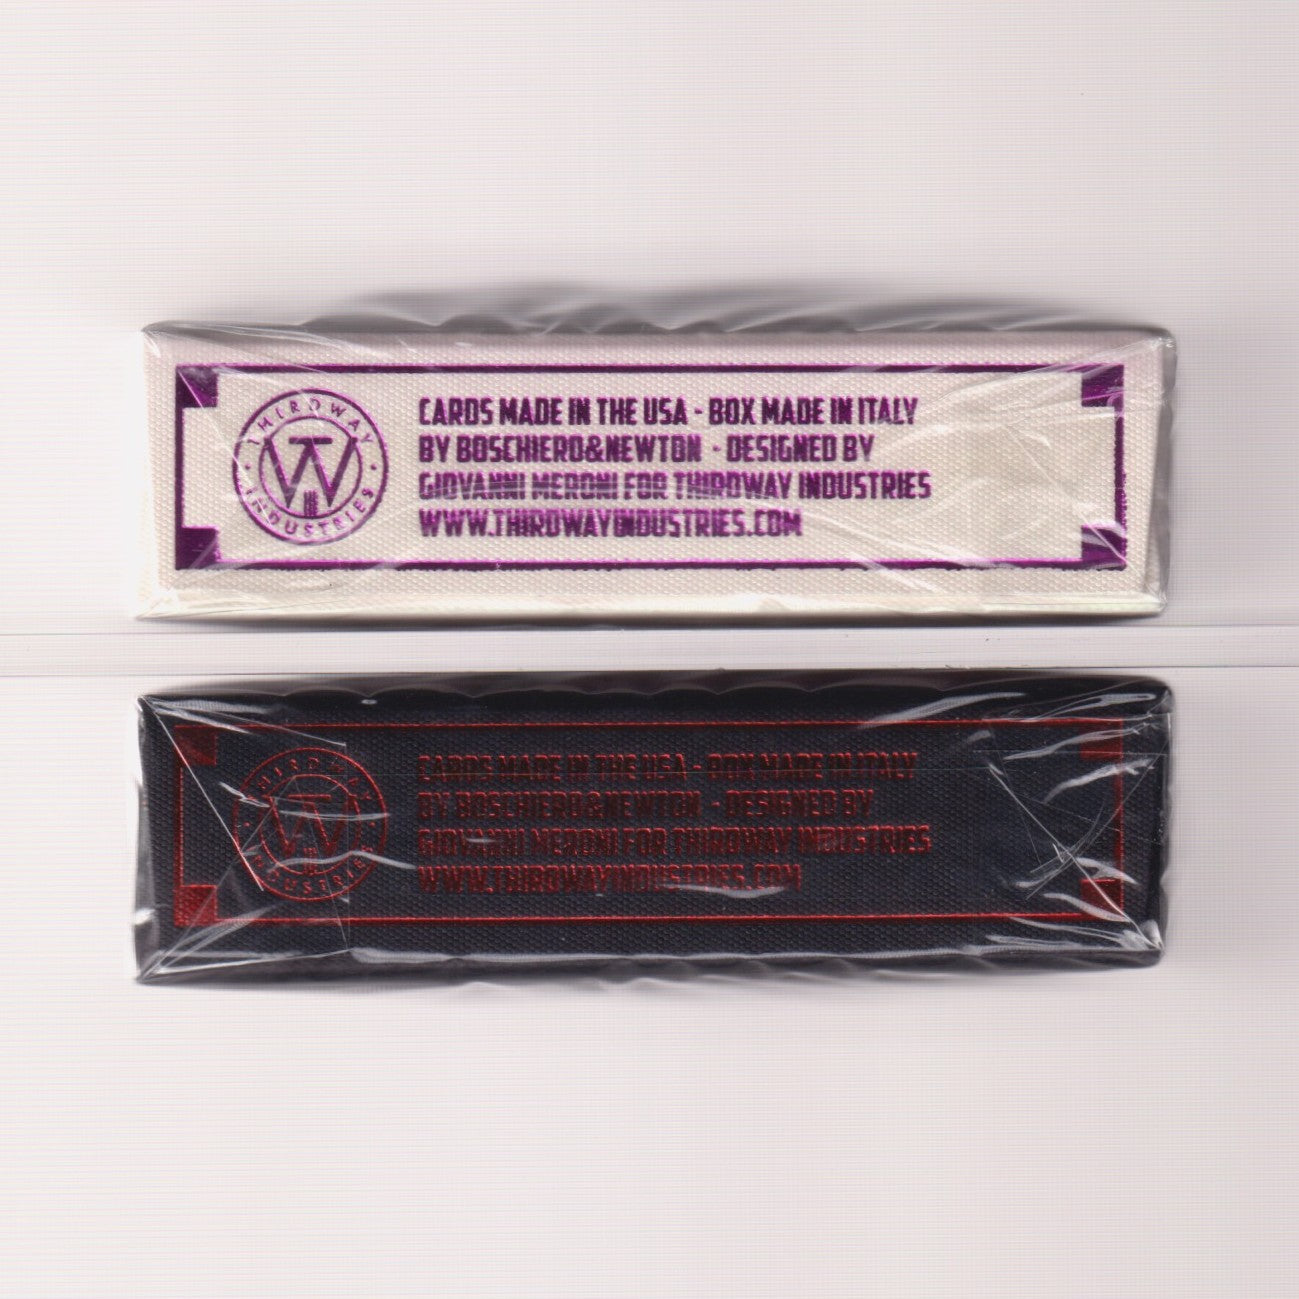 THIRDWAY
INDUSTRIES
CARDS MADE IN THE USA - BOX MADE IN ITALY
BY BOSCHIERO&NEWTON - DESIGNED BY
GIOVANNI MERONI FOR THIRDWAY INDUSTRIES
WWW.THIRDWAYINDUSTRIES.COM
THIRDWAY
INDUSTRIES
CARDS MADE IN THE USA - BOX MADE IN ITALY
BY BOSCHIERO&NEWTON - DESIGNED BY
GIOVANNI MERONI FOR THIRDWAY INDUSTRIES
WWW.THIRDWAYINDUSTRIES.COM